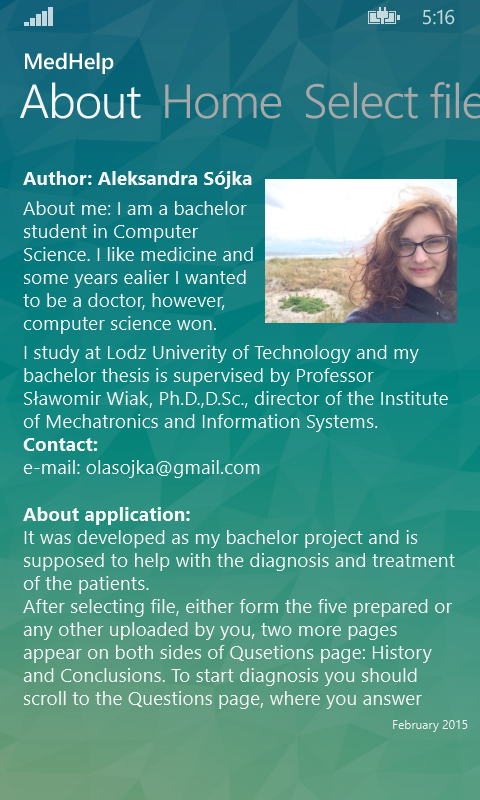 5:16
MedHelp
About Home Select file
Author: Aleksandra Sójka
About me: I am a bachelor
student in Computer
Science. I like medicine and
some years ealier I wanted
to be a doctor, however,
computer science won.
I study at Lodz Univerity of Technology and my
bachelor thesis is supervised by Professor
Sławomir Wiak, Ph.D.,D.Sc., director of the Institute
of Mechatronics and Information Systems.
Contact:
e-mail: olasojka@gmail.com
About application:
It was developed as my bachelor project and is
supposed to help with the diagnosis and treatment
of the patients.
After selecting file, either form the five prepared or
any other uploaded by you, two more pages
appear on both sides of Qusetions page: History
and Conclusions. To start diagnosis you should
scroll to the Questions page, where you answer
February 2015